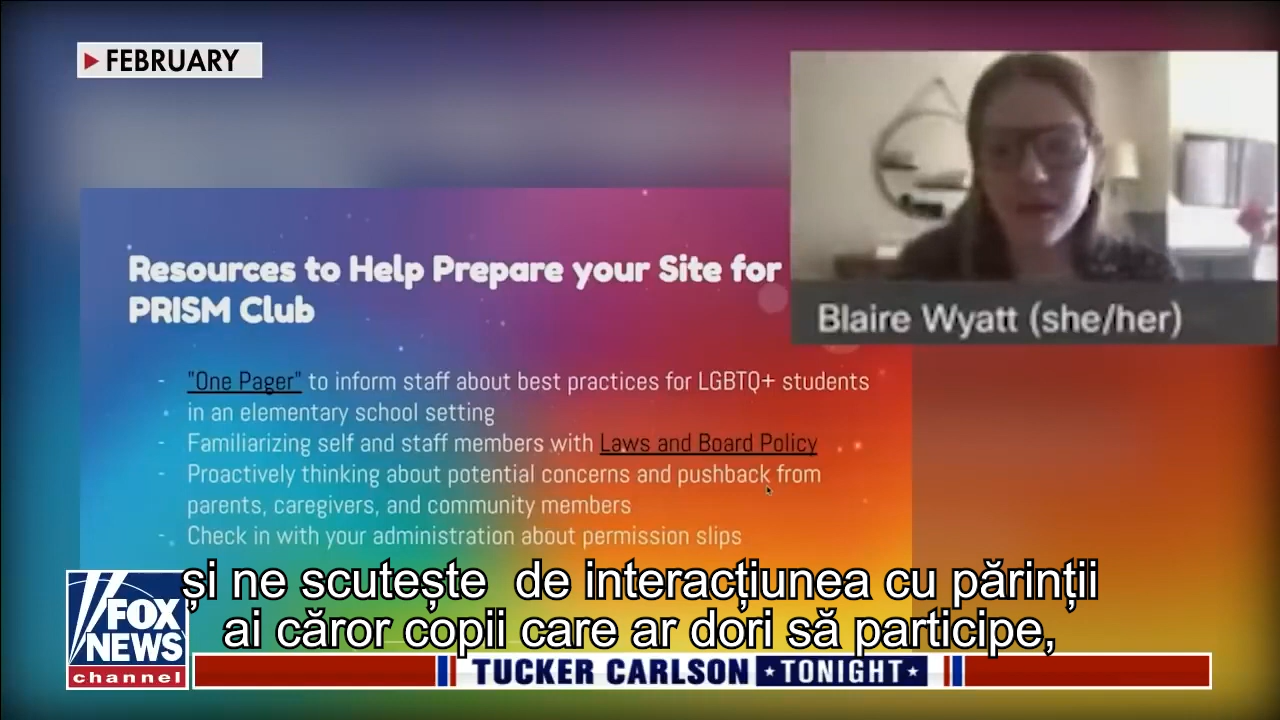 FEBRUARY
Blaire Wyatt (she/her)
Resources to Help Prepare your Site for
PRISM Club
- "One Pager" to inform staff about best practices for LGBTQ+ students
in an elementary school setting
- Familiarizing self and staff members with Laws and Board Policy
- Proactively thinking about potential concerns and pushback from
parents, caregivers, and community members
- Check in with your administration about permission slips
și ne scutește de interacțiunea cu părinții
ai căror copii care ar dori să participe,
FOX
NEWS
channel
TUCKER CARLSON TONIGHT